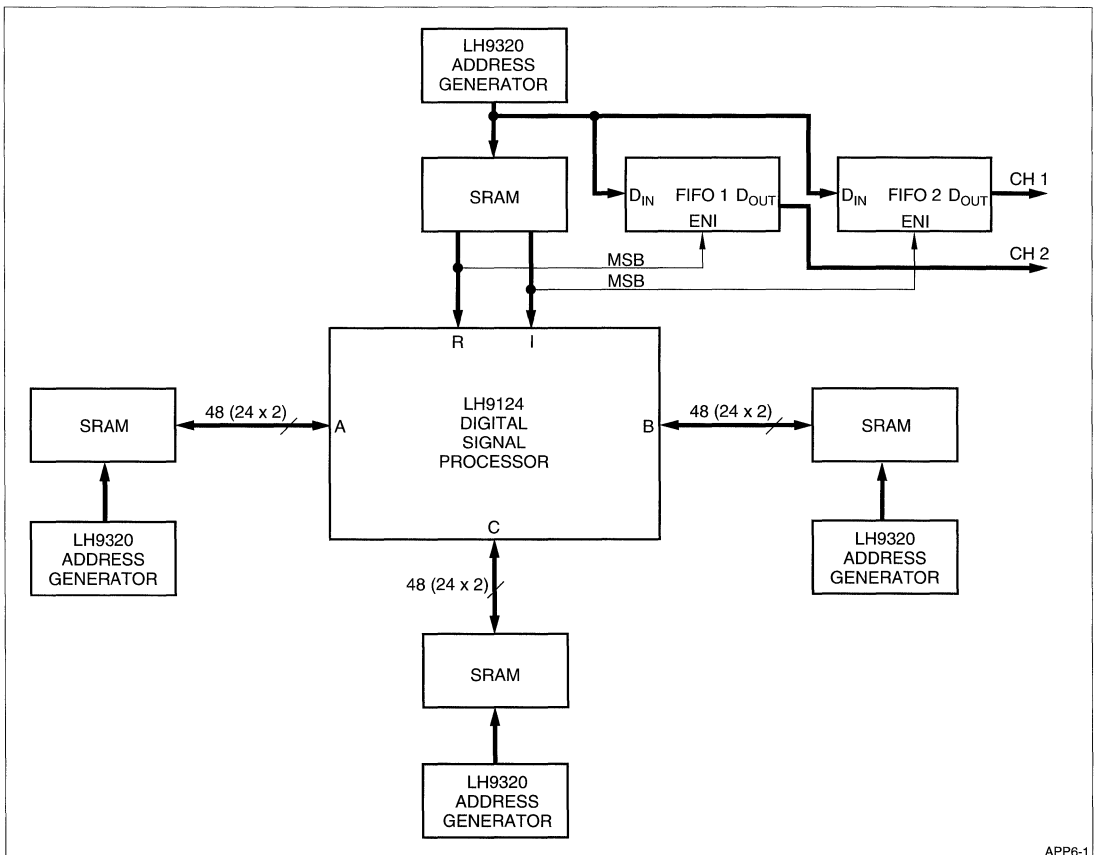 LH9320
ADDRESS
GENERATOR
SRAM
D_IN FIFO 1 D_OUT
ENI
D_IN FIFO 2 D_OUT
ENI
CH 1
CH 2
MSB
MSB
R I
LH9124
DIGITAL
SIGNAL
PROCESSOR
A
B
C
48 (24 x 2)
SRAM
LH9320
ADDRESS
GENERATOR
48 (24 x 2)
SRAM
LH9320
ADDRESS
GENERATOR
48 (24 x 2)
SRAM
LH9320
ADDRESS
GENERATOR
APP6-1